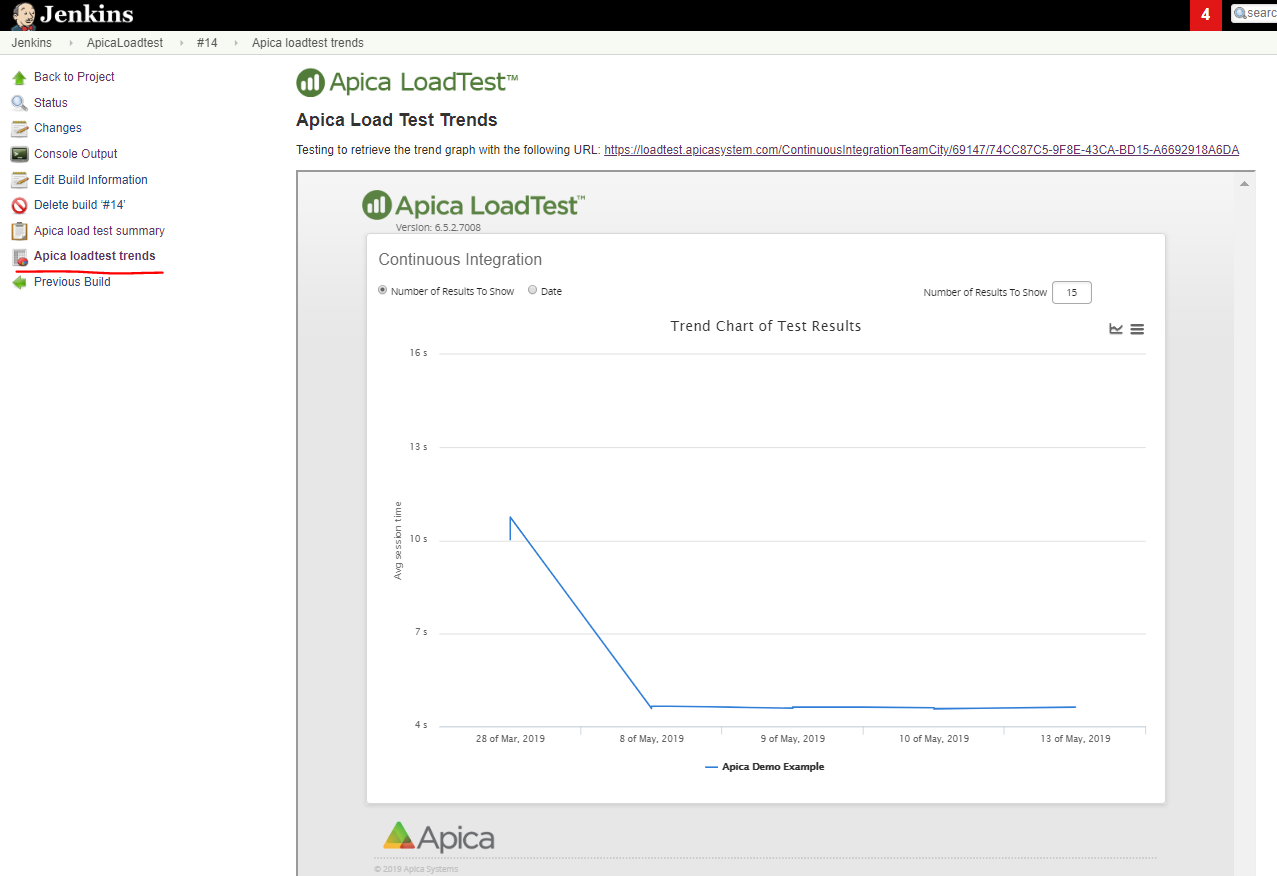 Jenkins
4
searc
Jenkins ApicaLoadtest #14 Apica loadtest trends
Back to Project
Status
Changes
Console Output
Edit Build Information
Delete build '#14'
Apica load test summary
Apica loadtest trends
Previous Build
Apica LoadTest™
Apica Load Test Trends
Testing to retrieve the trend graph with the following URL: https://loadtest.apicasystem.com/ContinuousIntegrationTeamCity/69147/74CC87C5-9F8E-43CA-BD15-A6692918A6DA
Apica LoadTest™
Version: 6.5.2.7008
Continuous Integration
Number of Results To Show Date Number of Results To Show 15
Trend Chart of Test Results
Avg session time
16 s
13 s
10 s
7 s
4 s
28 of Mar, 2019 8 of May, 2019 9 of May, 2019 10 of May, 2019 13 of May, 2019
Apica Demo Example
Apica
© 2019 Apica Systems